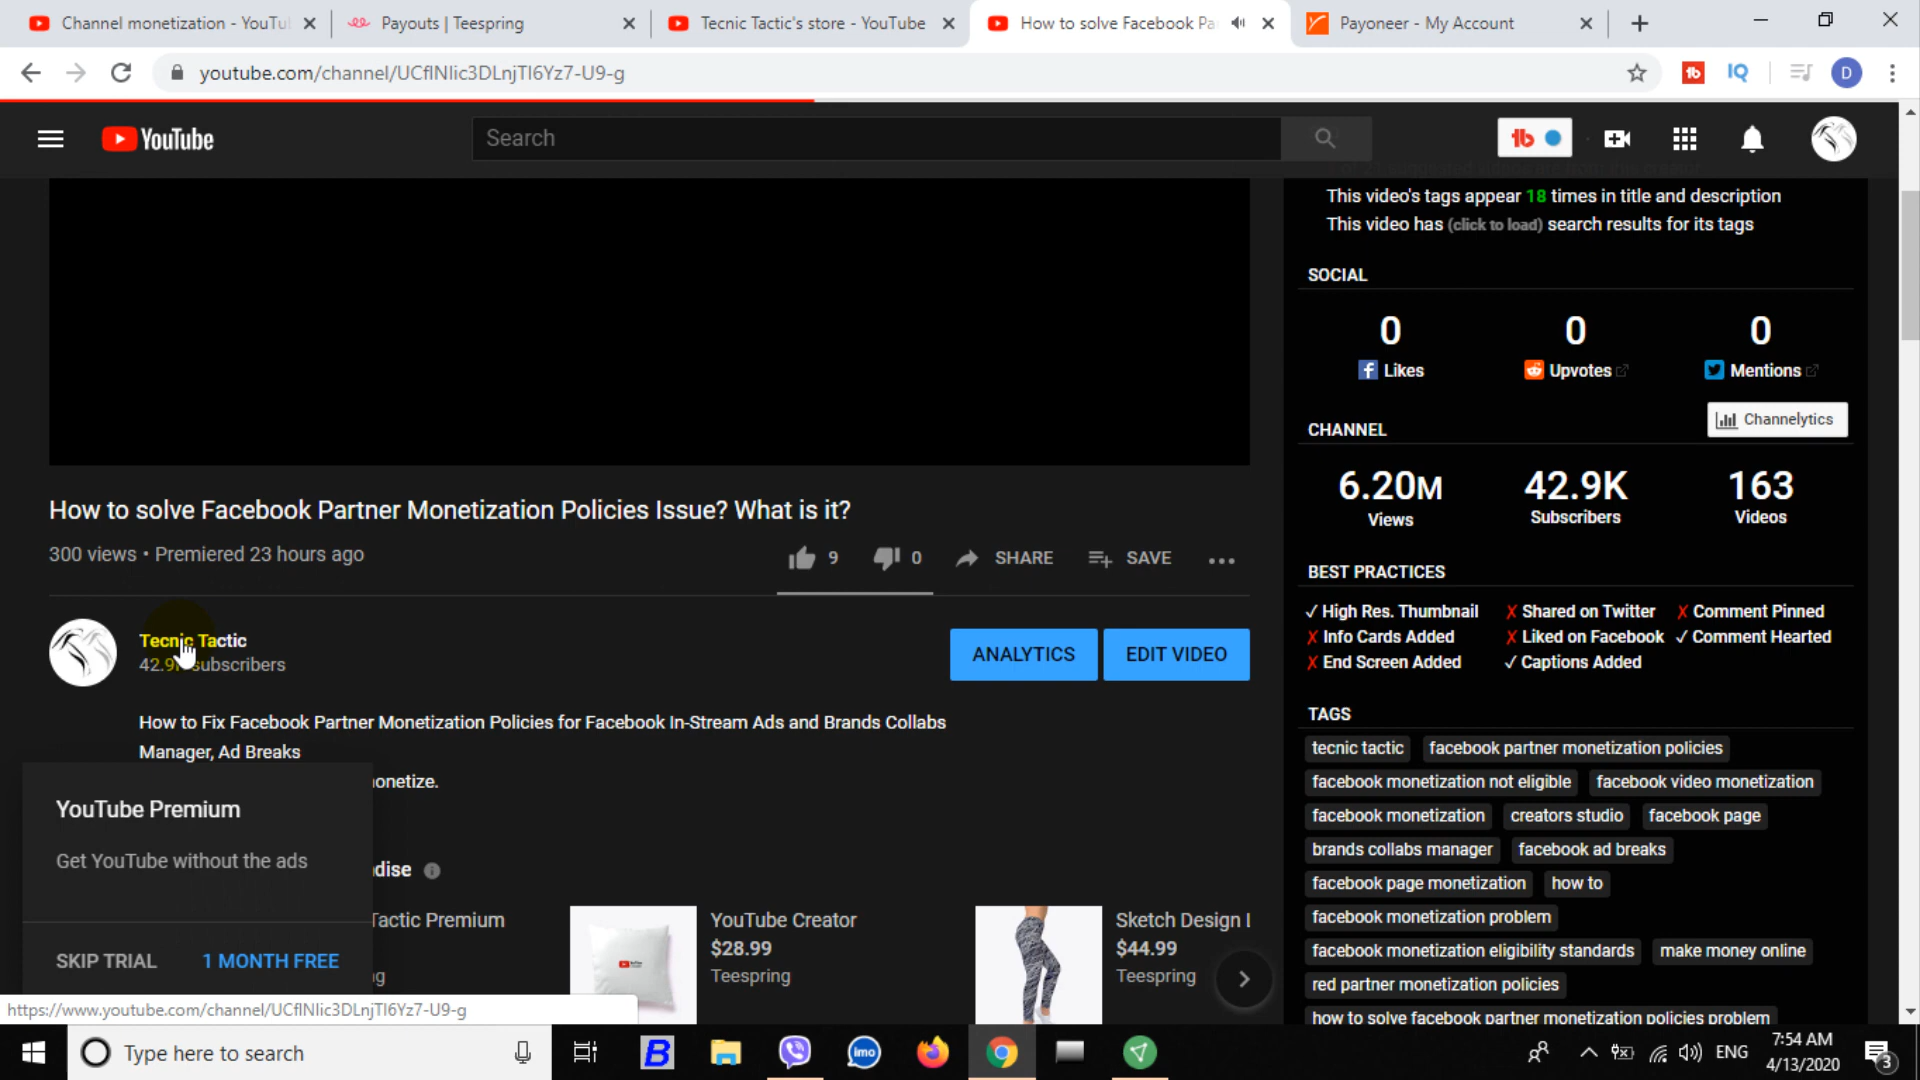 Channel monetization - YouTu
Payouts | Teespring
Tecnic Tactic's store - YouTube
How to solve Facebook Pa
Payoneer - My Account
youtube.com/channel/UCflNIic3DLnjTI6Yz7-U9-g
tb
IQ
D
YouTube
Search
tb
This video's tags appear 18 times in title and description
This video has (click to load) search results for its tags
SOCIAL
0 0 0
Likes Upvotes Mentions
Channelytics
CHANNEL
6.20M 42.9K 163
Views Subscribers Videos
How to solve Facebook Partner Monetization Policies Issue? What is it?
300 views • Premiered 23 hours ago
9 0 SHARE SAVE
BEST PRACTICES
✓ High Res. Thumbnail ✗ Shared on Twitter ✗ Comment Pinned
✗ Info Cards Added ✗ Liked on Facebook ✓ Comment Hearted
✗ End Screen Added ✓ Captions Added
Tecnic Tactic
42.9K subscribers
ANALYTICS EDIT VIDEO
How to Fix Facebook Partner Monetization Policies for Facebook In-Stream Ads and Brands Collabs
Manager, Ad Breaks
onetize.
TAGS
tecnic tactic facebook partner monetization policies
facebook monetization not eligible facebook video monetization
facebook monetization creators studio facebook page
brands collabs manager facebook ad breaks
facebook page monetization how to
facebook monetization problem
facebook monetization eligibility standards make money online
red partner monetization policies
how to solve facebook partner monetization policies problem
YouTube Premium
Get YouTube without the ads
SKIP TRIAL 1 MONTH FREE
dise
Tactic Premium
ng
YouTube Creator
$28.99
Teespring
Sketch Design L
$44.99
Teespring
https://www.youtube.com/channel/UCflNIic3DLnjTI6Yz7-U9-g
Type here to search
B
imo
ENG
7:54 AM
4/13/2020
3